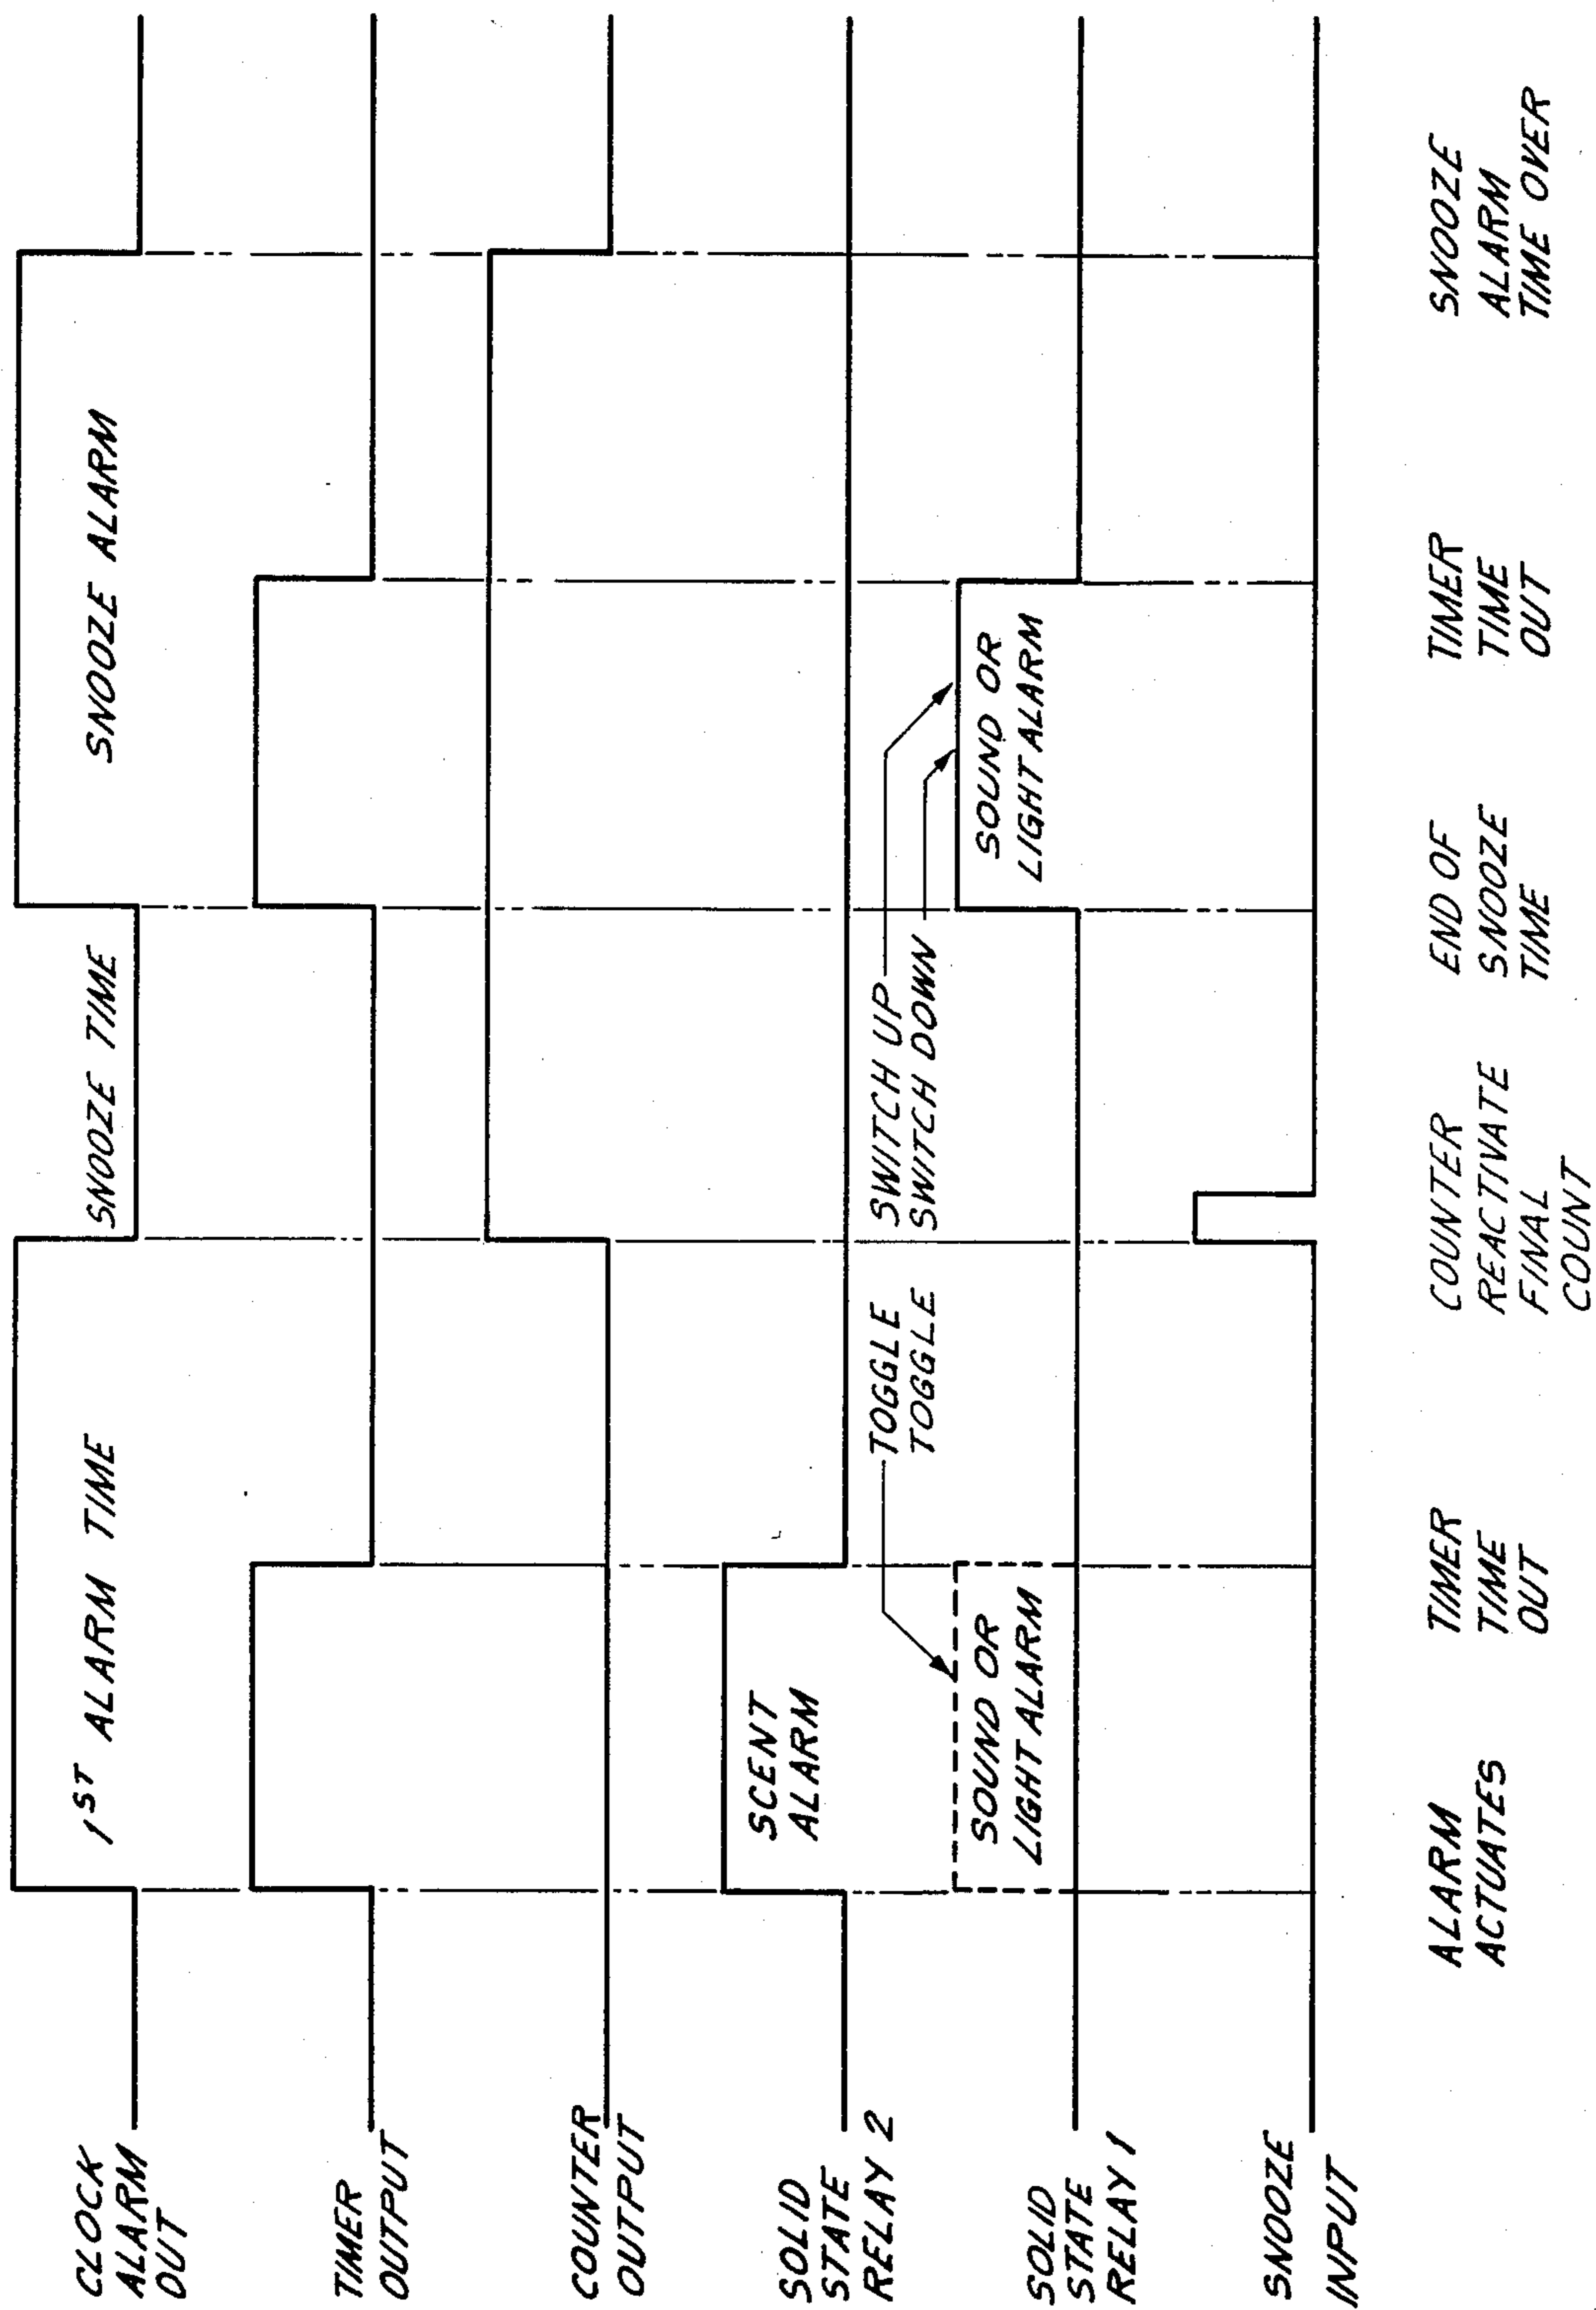 CLOCK
ALARM
OUT
1ST ALARM TIME
SNOOZE TIME
SNOOZE ALARM
TIMER
OUTPUT
COUNTER
OUTPUT
SOLID
STATE
RELAY 2
SCENT
ALARM
TOGGLE
TOGGLE
SWITCH UP
SWITCH DOWN
SOLID
STATE
RELAY 1
SOUND OR
LIGHT ALARM
SOUND OR
LIGHT ALARM
SNOOZE
INPUT
ALARM
ACTUATES
TIMER
TIME
OUT
COUNTER
REACTIVATE
FINAL
COUNT
END OF
SNOOZE
TIME
TIMER
TIME
OUT
SNOOZE
ALARM
TIME OVER